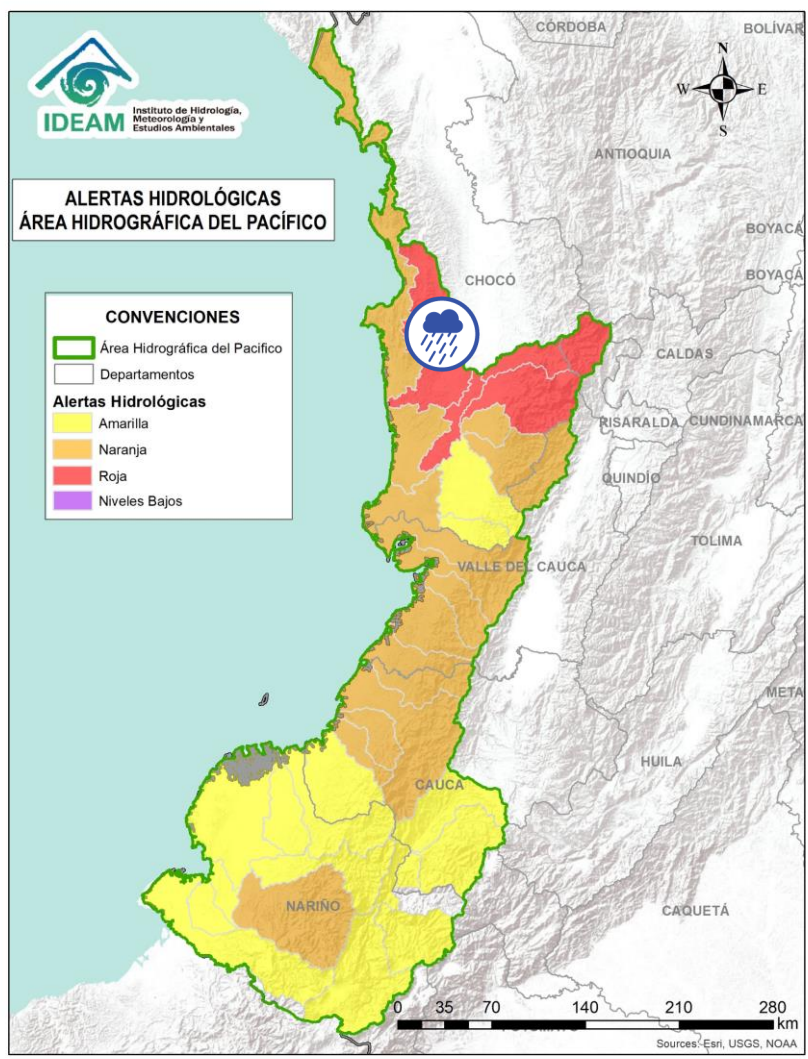 CÓRDOBA
BOLÍVAR
IDEAM
Instituto de Hidrología,
Meteorología y
Estudios Ambientales
N
W
E
S
ANTIOQUIA
ALERTAS HIDROLÓGICAS
ÁREA HIDROGRÁFICA DEL PACÍFICO
BOYACÁ
BOYACÁ
CHOCÓ
CONVENCIONES
Área Hidrográfica del Pacifico
Departamentos
Alertas Hidrológicas
Amarilla
Naranja
Roja
Niveles Bajos
CALDAS
RISARALDA
CUNDINAMARCA
QUINDÍO
TOLIMA
VALLE DEL CAUCA
META
HUILA
CAUCA
NARIÑO
CAQUETÁ
0 35 70 140 210 280
km
Sources: Esri, USGS, NOAA